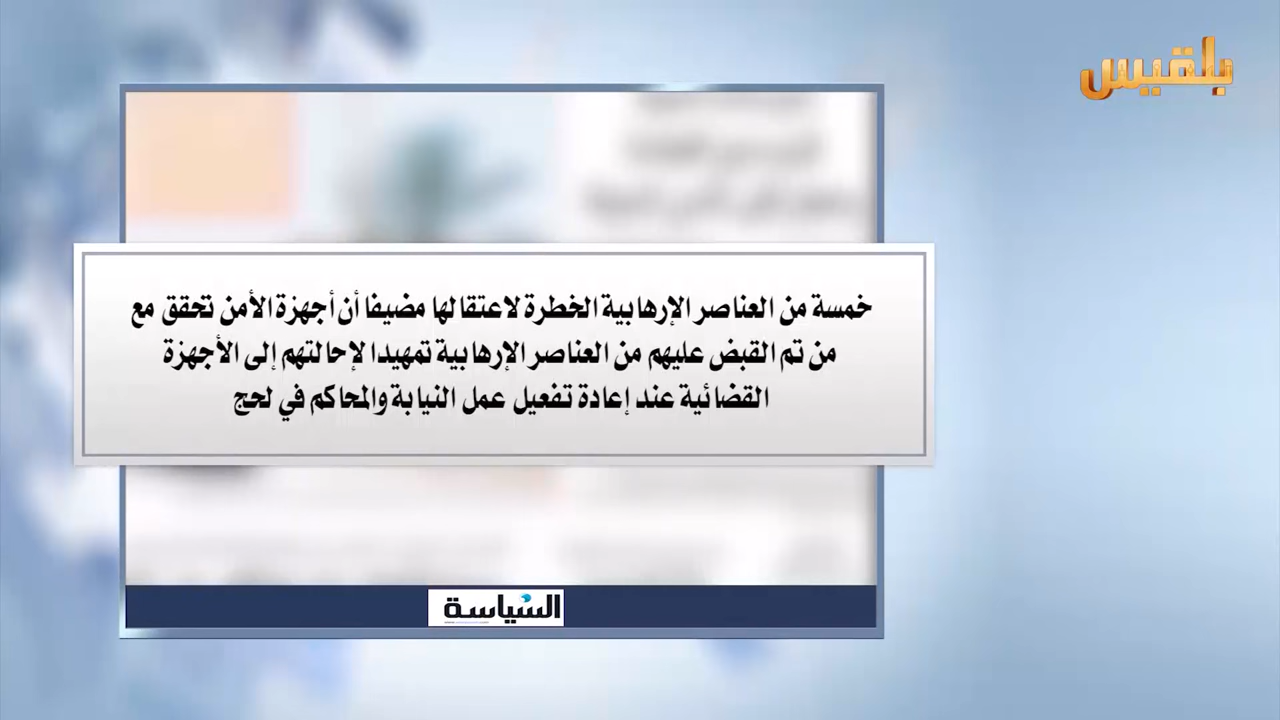 بلقيس
خمسة من العناصر الإرهابية الخطرة لاعتقالها مضيفا أن أجهزة الأمن تحقق مع
من تم القبض عليهم من العناصر الإرهابية تمهيدا لإحالتهم إلى الأجهزة
القضائية عند إعادة تفعيل عمل النيابة والمحاكم في لحج
السياسة